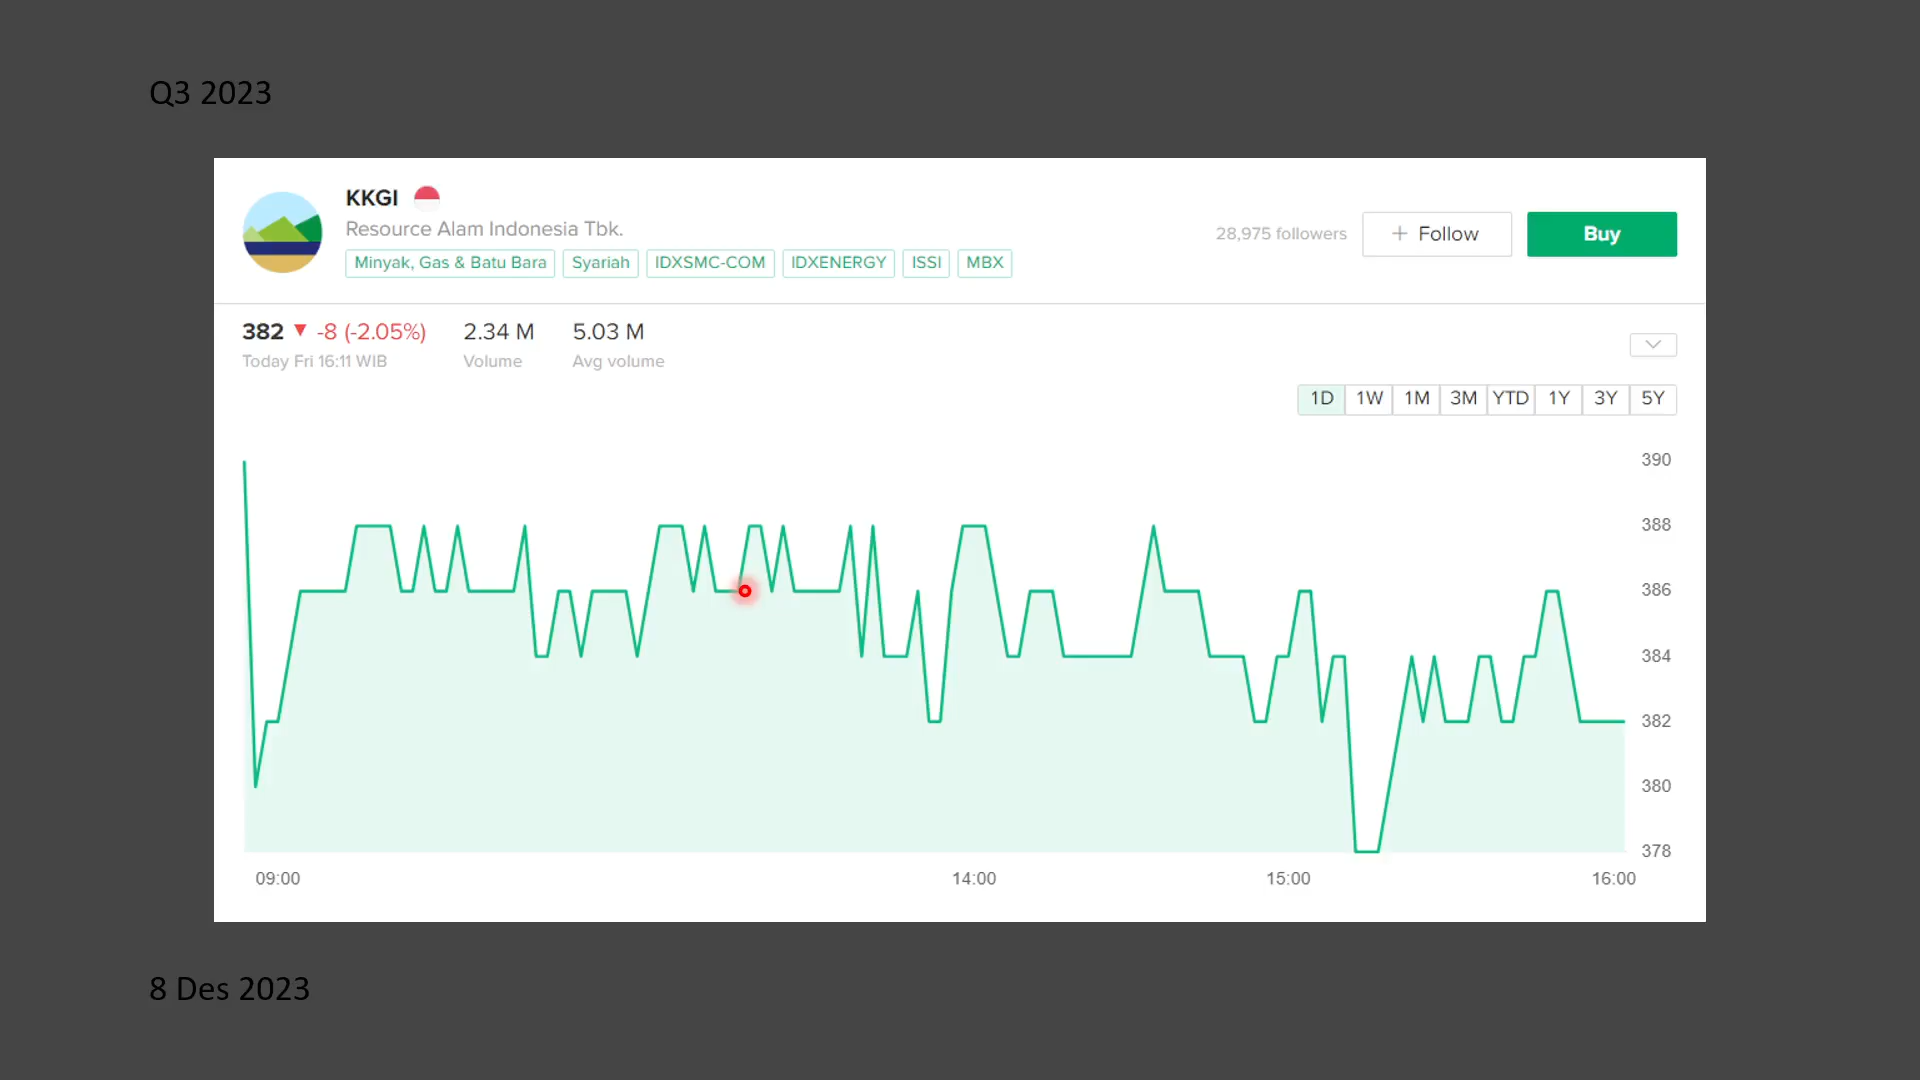 Q3 2023
KKGI
Resource Alam Indonesia Tbk.
Minyak, Gas & Batu Bara Syariah IDXSMC-COM IDXENERGY ISSI MBX
28,975 followers + Follow Buy
382 ▼ -8 (-2.05%) 2.34 M 5.03 M
Today Fri 16:11 WIB Volume Avg volume
1D 1W 1M 3M YTD 1Y 3Y 5Y
390
388
386
384
382
380
378
09:00 14:00 15:00 16:00
8 Des 2023